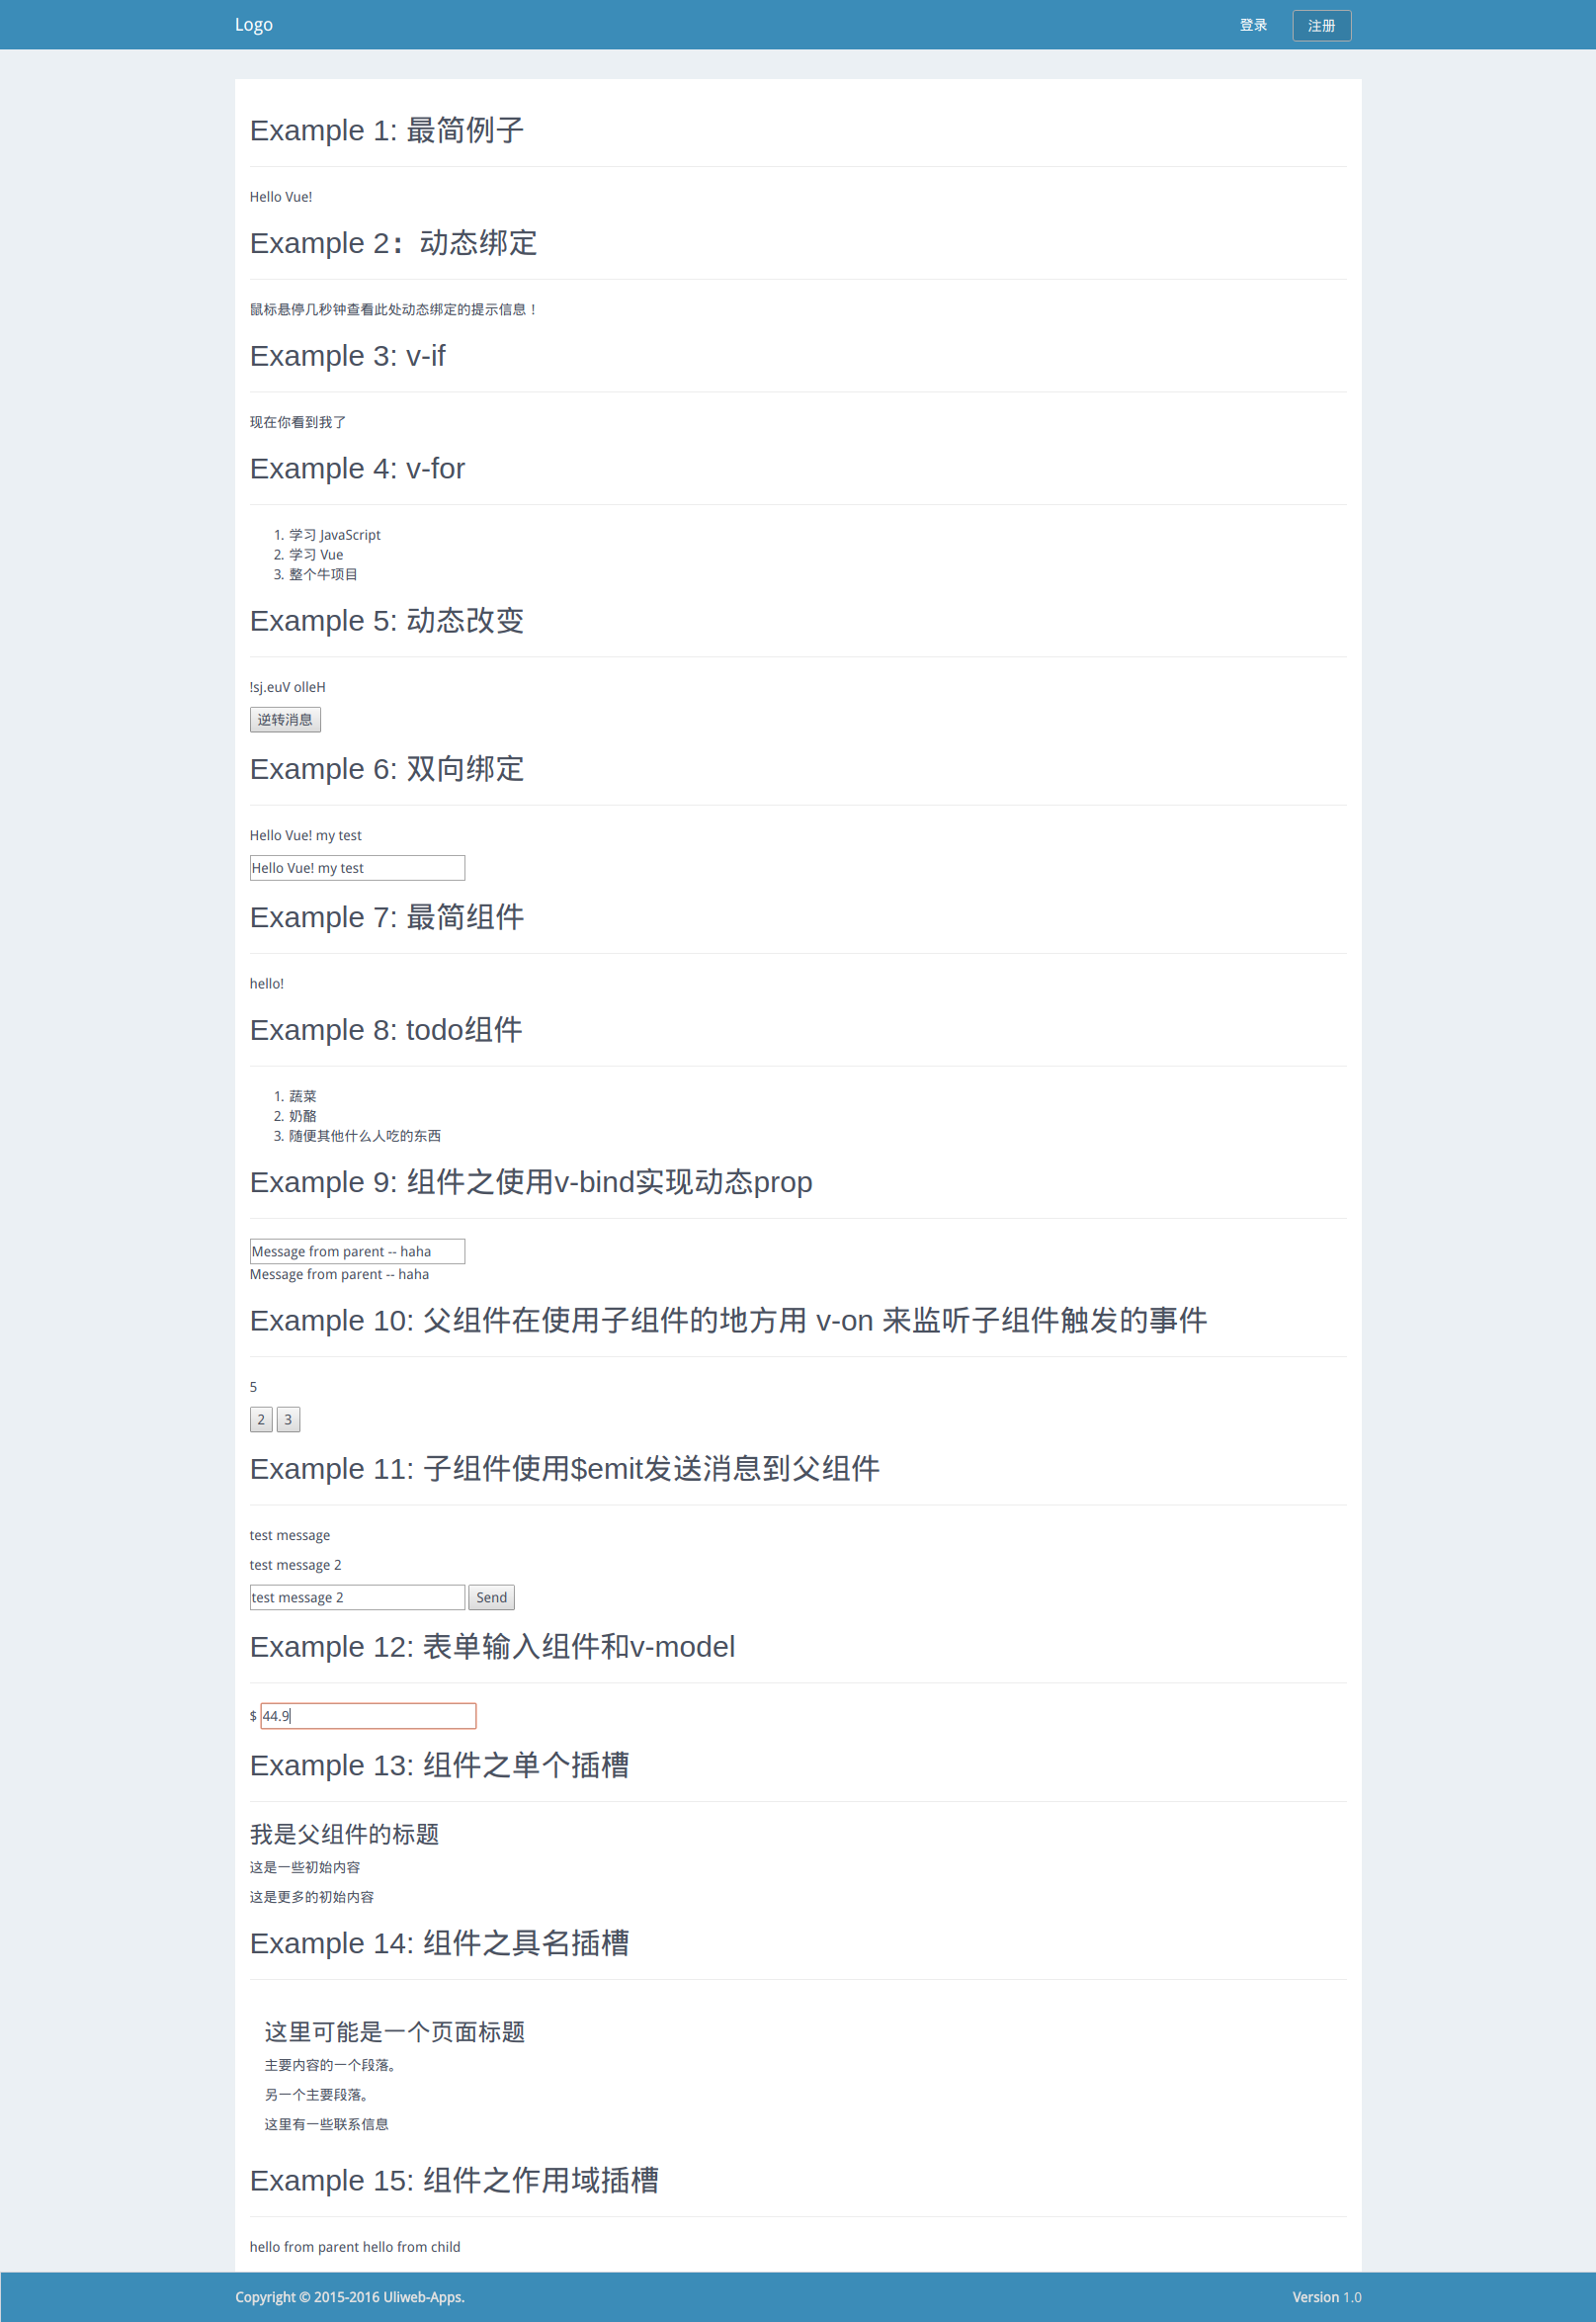 Logo 登录 注册
Example 1: 最简例子
Hello Vue!
Example 2：动态绑定
鼠标悬停几秒钟查看此处动态绑定的提示信息！
Example 3: v-if
现在你看到我了
Example 4: v-for
1. 学习 JavaScript
2. 学习 Vue
3. 整个牛项目
Example 5: 动态改变
!sj.euV olleH
逆转消息
Example 6: 双向绑定
Hello Vue! my test
Hello Vue! my test
Example 7: 最简组件
hello!
Example 8: todo组件
1. 蔬菜
2. 奶酪
3. 随便其他什么人吃的东西
Example 9: 组件之使用v-bind实现动态prop
Message from parent -- haha
Message from parent -- haha
Example 10: 父组件在使用子组件的地方用 v-on 来监听子组件触发的事件
5
2 3
Example 11: 子组件使用$emit发送消息到父组件
test message
test message 2
test message 2 Send
Example 12: 表单输入组件和v-model
$ 44.9
Example 13: 组件之单个插槽
我是父组件的标题
这是一些初始内容
这是更多的初始内容
Example 14: 组件之具名插槽
这里可能是一个页面标题
主要内容的一个段落。
另一个主要段落。
这里有一些联系信息
Example 15: 组件之作用域插槽
hello from parent hello from child
Copyright © 2015-2016 Uliweb-Apps. Version 1.0